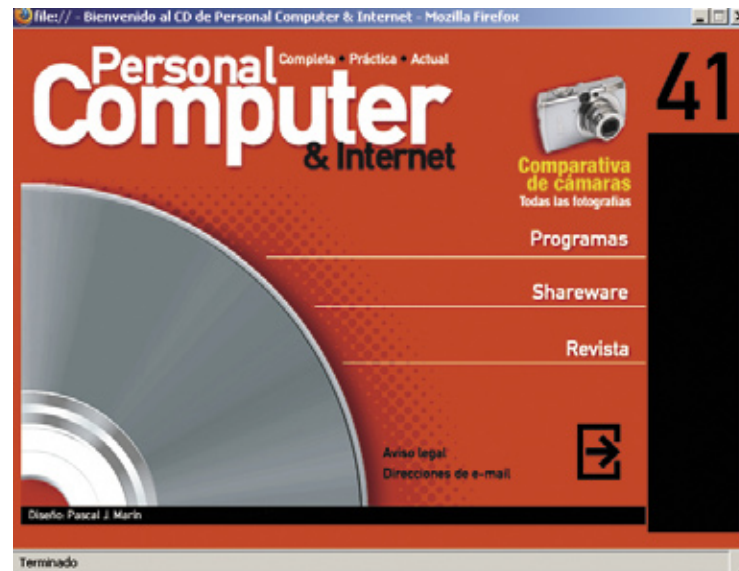 file:// - Bienvenido al CD de Personal Computer & Internet - Mozilla Firefox
Personal
Completa • Práctica • Actual
Computer
& Internet
41
Comparativa
de cámaras
Todas las fotografías
Programas
Shareware
Revista
Aviso legal
Direcciones de e-mail
Diseño: Pascal J. Marín
Terminado